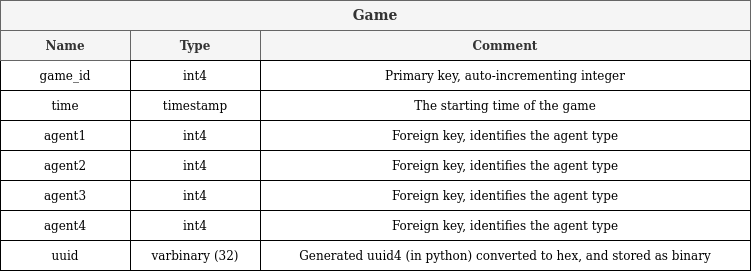 Game
Name Type Comment
game_id int4 Primary key, auto-incrementing integer
time timestamp The starting time of the game
agent1 int4 Foreign key, identifies the agent type
agent2 int4 Foreign key, identifies the agent type
agent3 int4 Foreign key, identifies the agent type
agent4 int4 Foreign key, identifies the agent type
uuid varbinary (32) Generated uuid4 (in python) converted to hex, and stored as binary